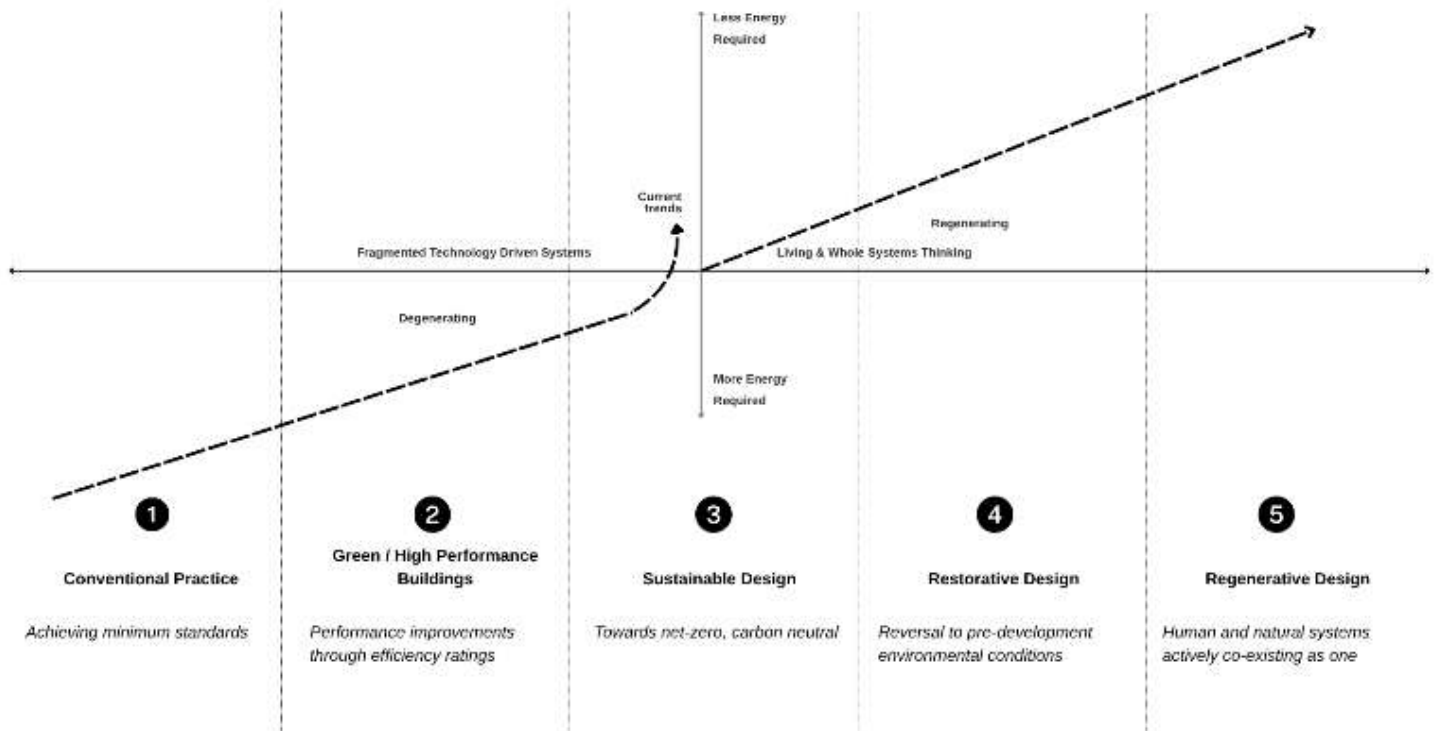 Less Energy
Required
Current
trends
Regenerating
Fragmented Technology Driven Systems
Living & Whole Systems Thinking
Degenerating
More Energy
Required
1
2
3
4
5
Green / High Performance
Buildings
Conventional Practice
Sustainable Design
Restorative Design
Regenerative Design
Achieving minimum standards
Performance improvements
through efficiency ratings
Towards net-zero, carbon neutral
Reversal to pre-development
environmental conditions
Human and natural systems
actively co-existing as one